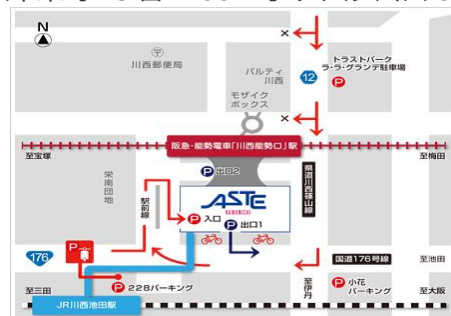 N
川西郵便局
パルティ
川西
12
トラストパーク
ラ・ラ・グランデ駐車場
P
モザイク
ボックス
阪急・能勢電車「川西能勢口」駅
至宝塚
至梅田
栄南団地
駅前線
P 出口2
県道川西篠山線
ASTE
P 入口
P 出口1
176
P
国道176号線
至池田
至三田
P 228パーキング
至伊丹
P 小花
パーキング
至大阪
JR川西池田駅